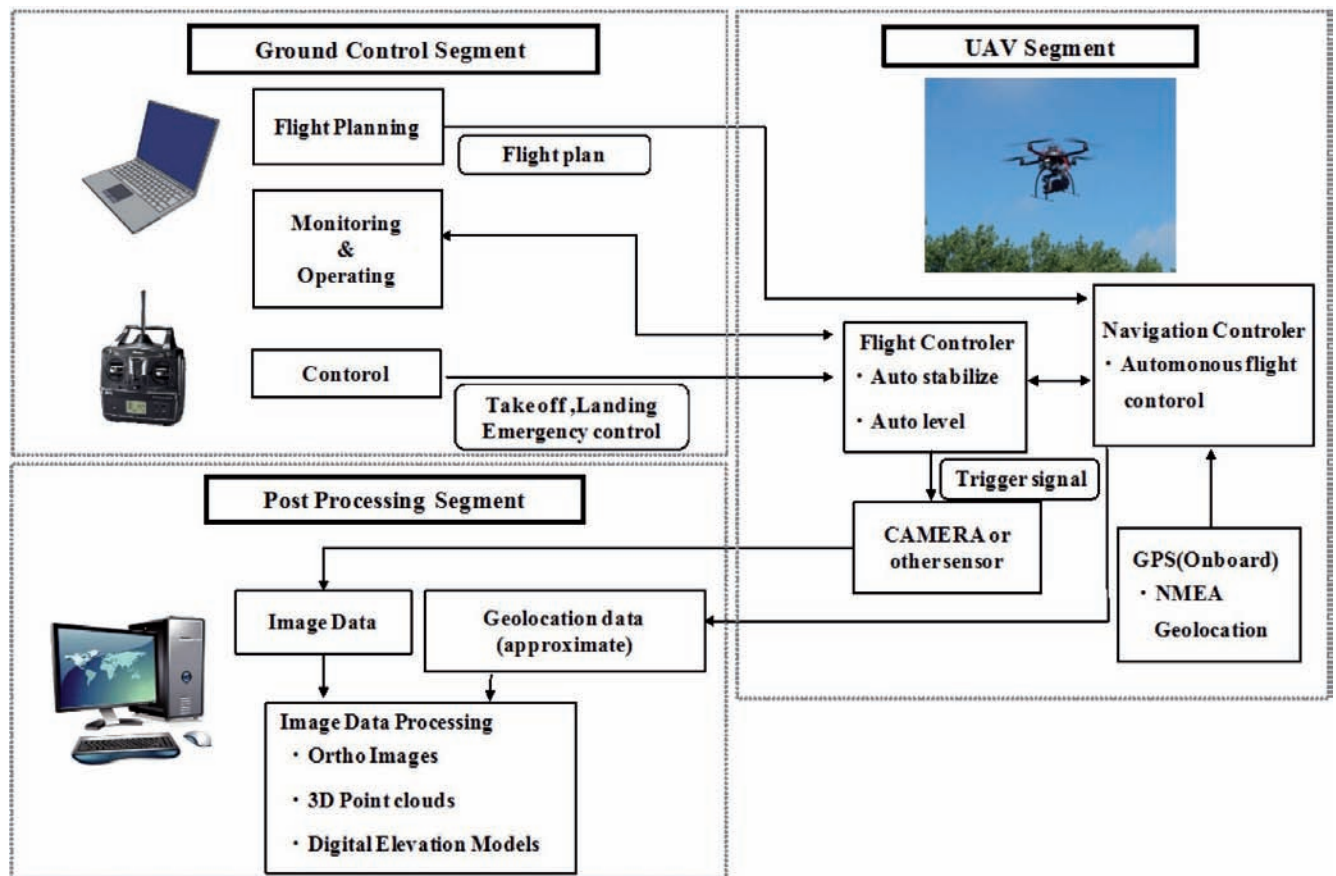 Ground Control Segment
Flight Planning
Flight plan
Monitoring
&
Operating
Contorol
Take off ,Landing
Emergency control
UAV Segment
Flight Controler
・ Auto stabilize
・ Auto level
Navigation Controler
・ Automonous flight
contorol
Trigger signal
CAMERA or
other sensor
GPS(Onboard)
・ NMEA
Geolocation
Post Processing Segment
Image Data
Geolocation data
(approximate)
Image Data Processing
・ Ortho Images
・ 3D Point clouds
・ Digital Elevation Models